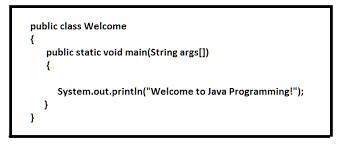 public class Welcome
{
public static void main(String args[])
{
System.out.println("Welcome to Java Programming!");
}
}